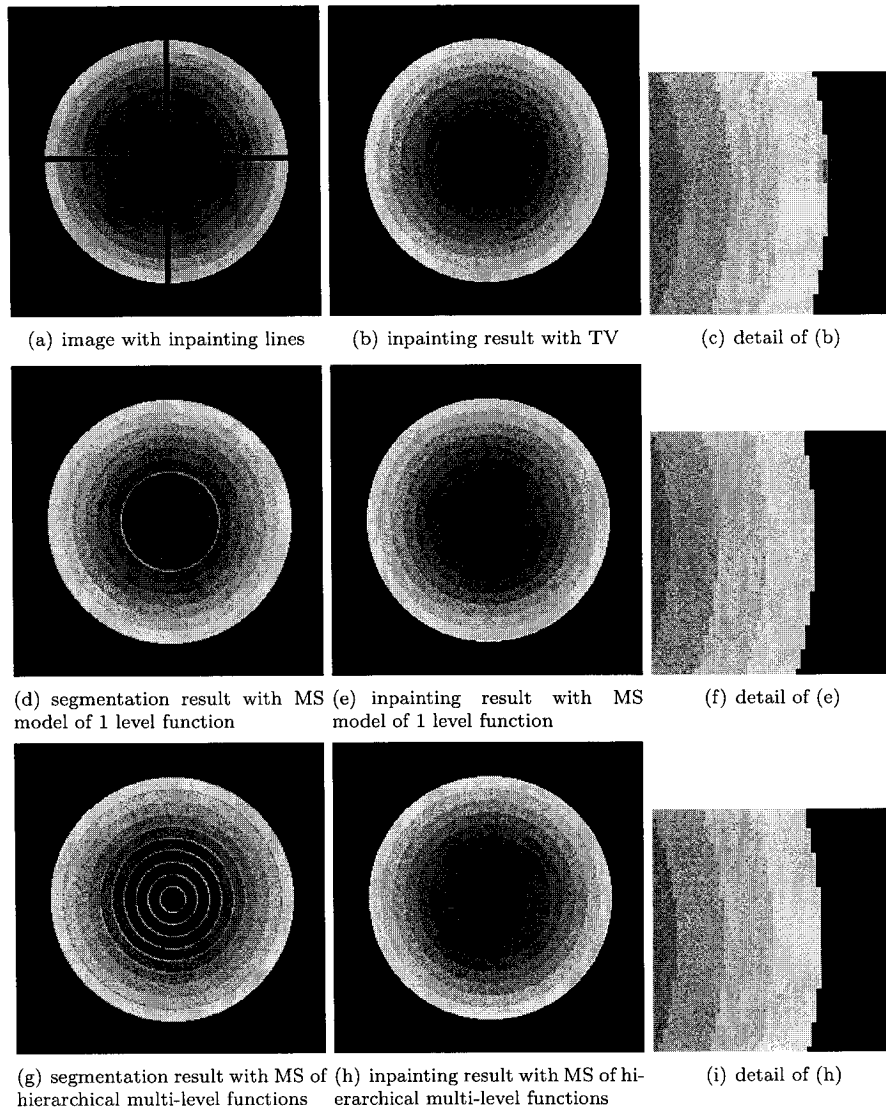 (a) image with inpainting lines
(b) inpainting result with TV
(c) detail of (b)
(d) segmentation result with MS
model of 1 level function
(e) inpainting result with MS
model of 1 level function
(f) detail of (e)
(g) segmentation result with MS of
hierarchical multi-level functions
(h) inpainting result with MS of hi-
erarchical multi-level functions
(i) detail of (h)